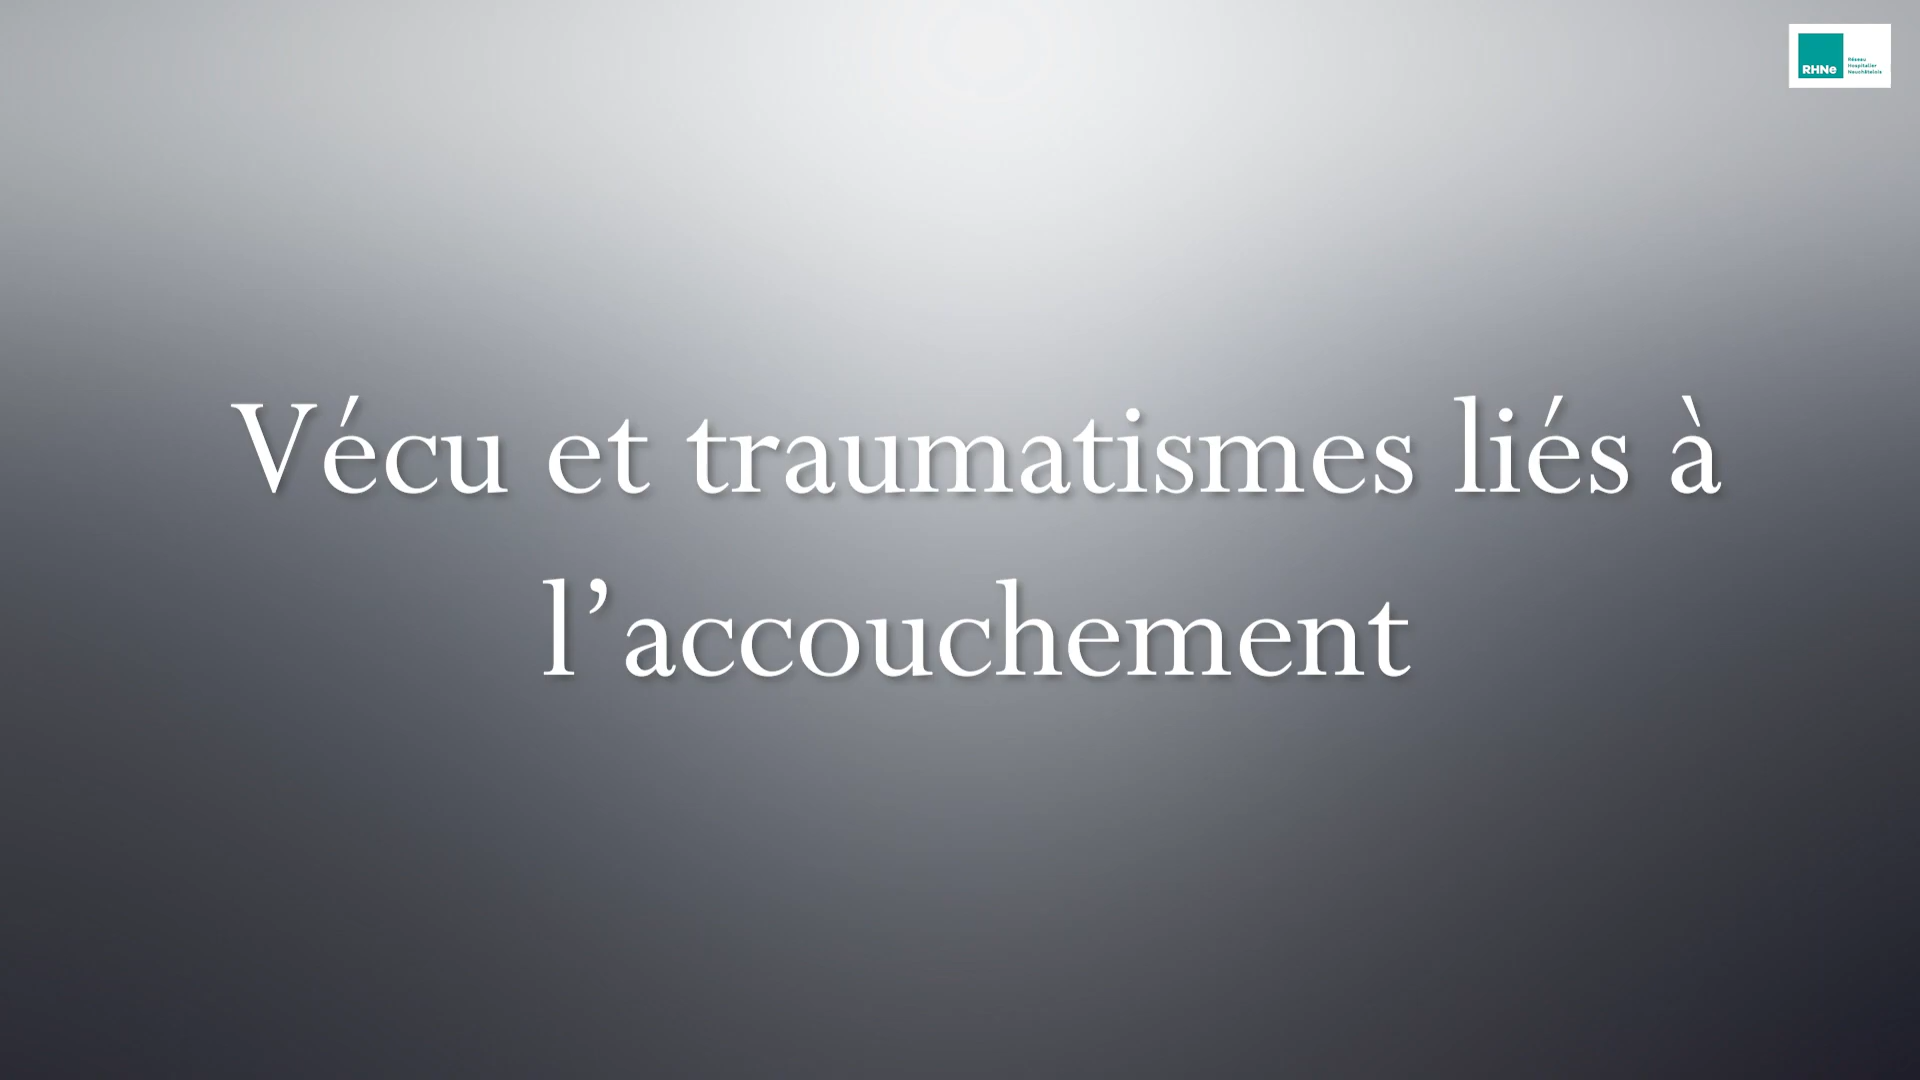 RHNe
Réseau
Hospitalier
Neuchâtelois
Vécu et traumatismes liés à
l’accouchement